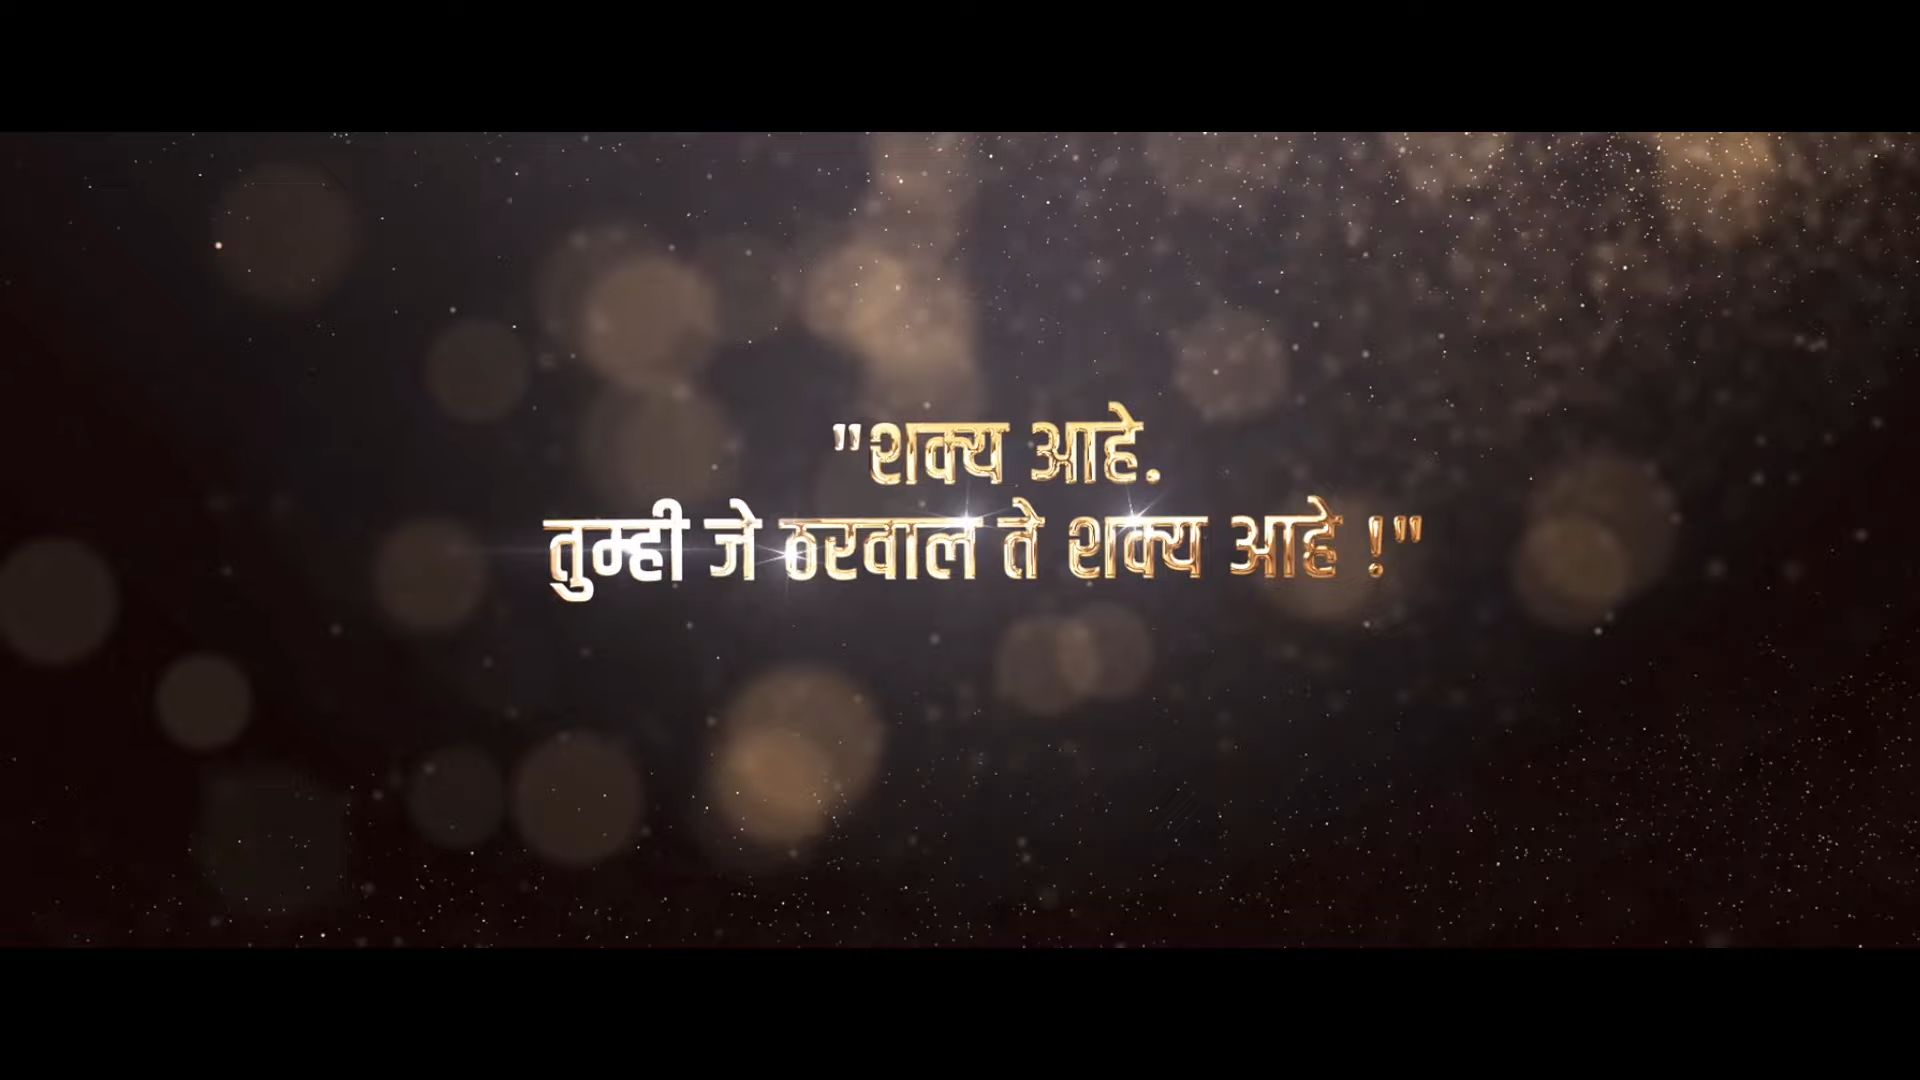 "शक्य आहे.
तुम्ही जे ठरवाल ते शक्य आहे !"